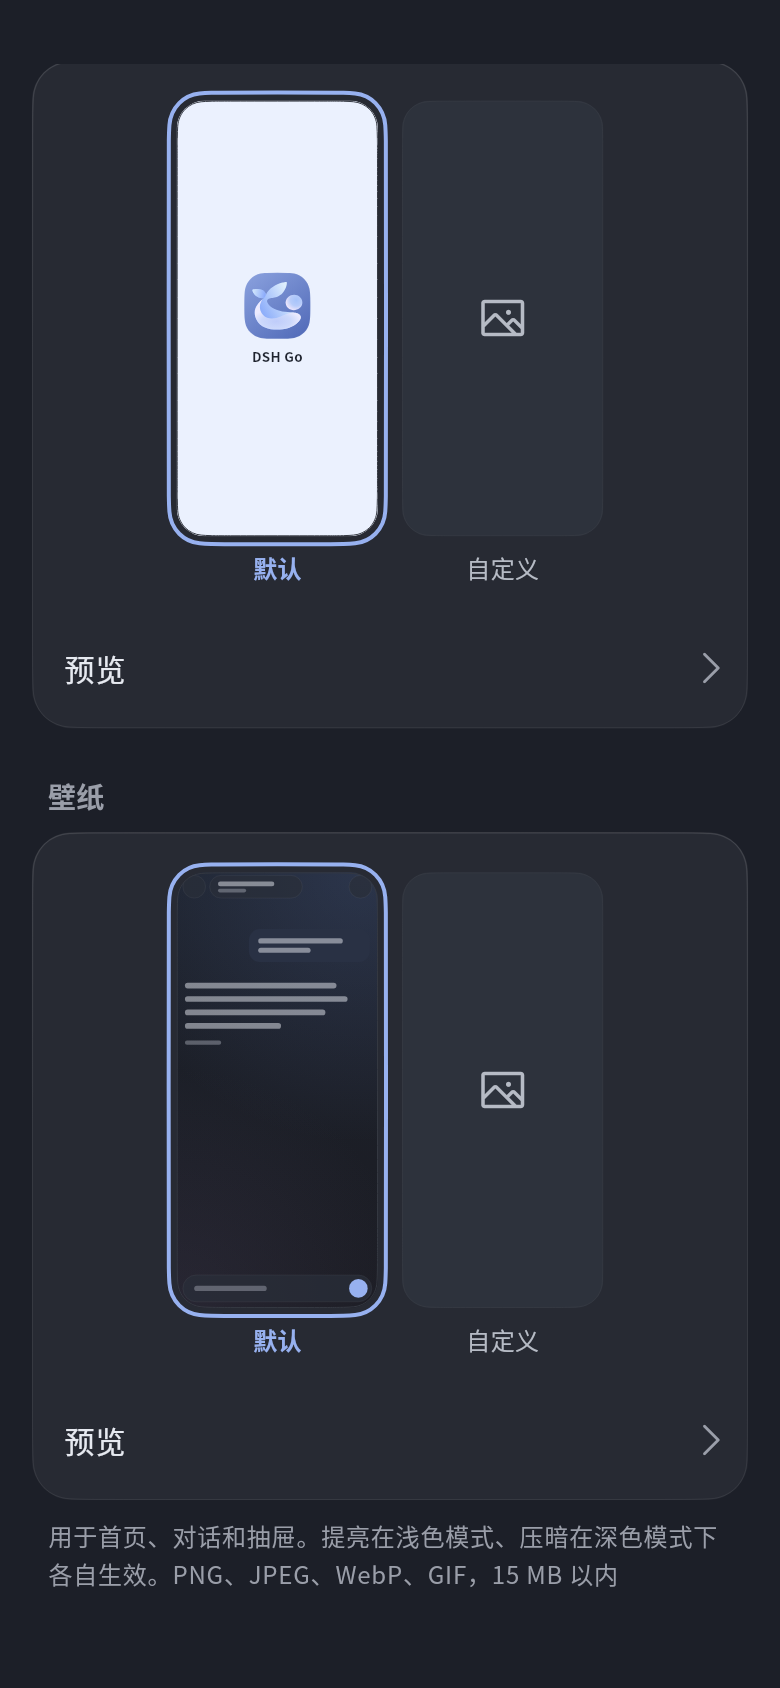 DSH Go
默认
自定义
预览
壁纸
默认
自定义
预览
用于首页、对话和抽屉。提亮在浅色模式、压暗在深色模式下
各自生效。PNG、JPEG、WebP、GIF，15 MB 以内